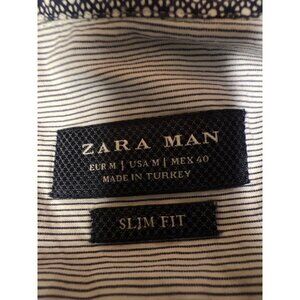 ZARA MAN
EUR M | USA M | MEX 40
MADE IN TURKEY
SLIM FIT